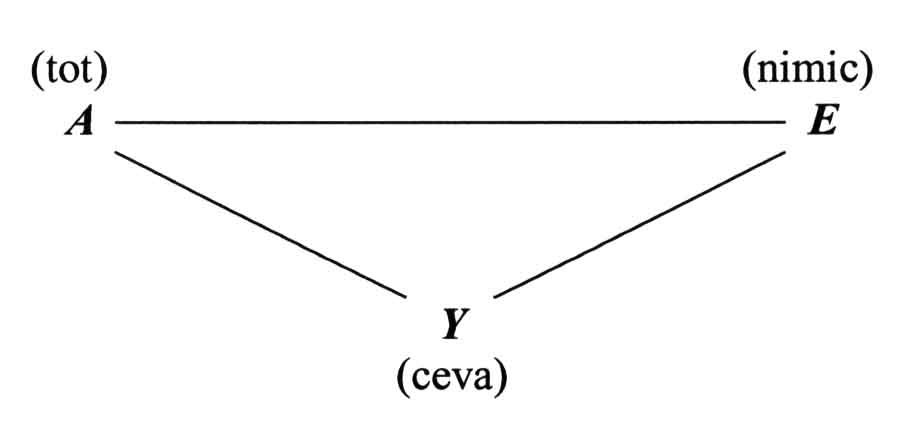 (tot) (nimic)
A E
Y
(ceva)